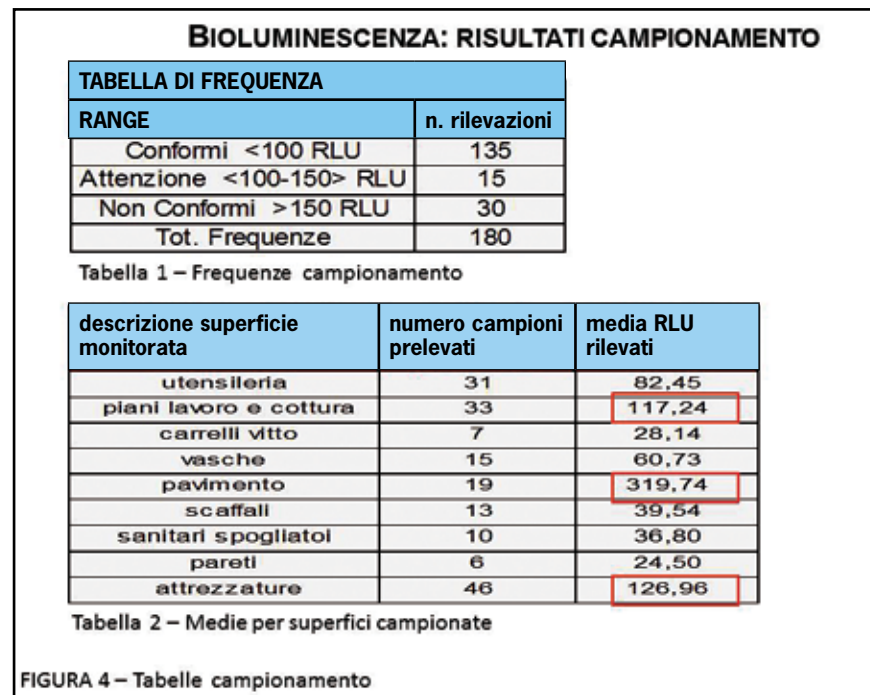 BIOLUMINESCENZA: RISULTATI CAMPIONAMENTO
TABELLA DI FREQUENZA
RANGE n. rilevazioni
Conformi <100 RLU 135
Attenzione <100-150> RLU 15
Non Conformi >150 RLU 30
Tot. Frequenze 180
Tabella 1 – Frequenze campionamento
descrizione superficie monitorata numero campioni prelevati media RLU rilevati
utensileria 31 82,45
piani lavoro e cottura 33 117,24
carrelli vitto 7 28,14
vasche 15 60,73
pavimento 19 319,74
scaffali 13 39,54
sanitari spogliatoi 10 36,80
pareti 6 24,50
attrezzature 46 126,96
Tabella 2 – Medie per superfici campionate
FIGURA 4 – Tabelle campionamento